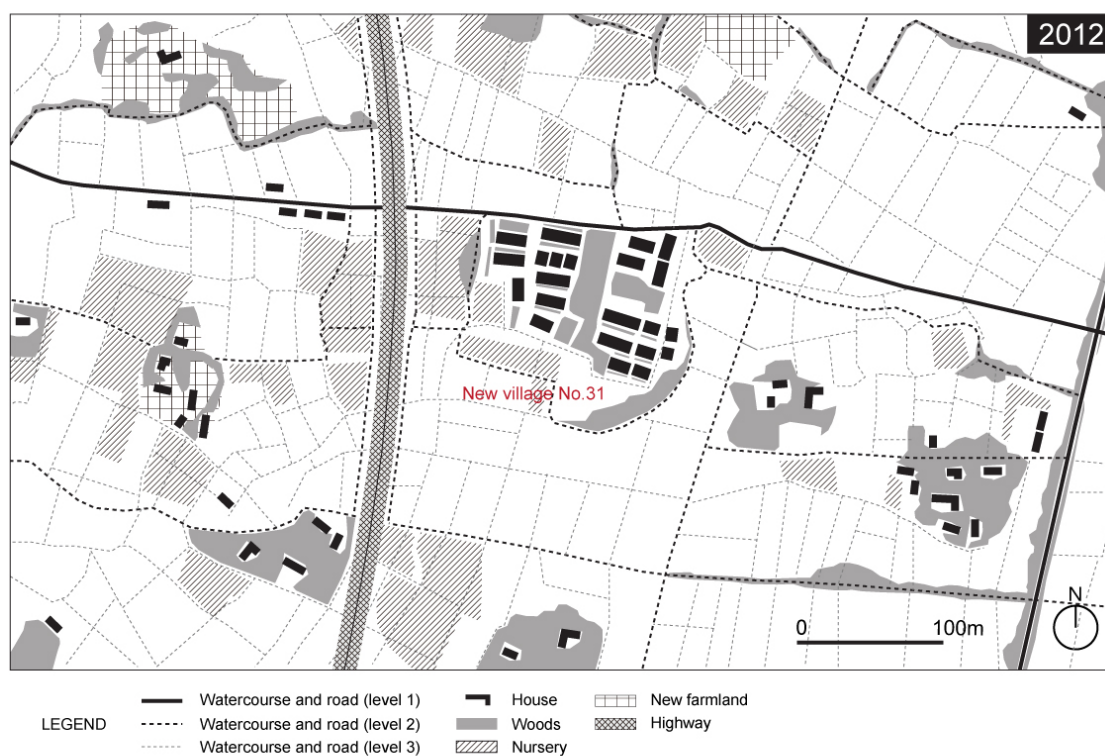 2012
New village No.31
N
0 100m
LEGEND
Watercourse and road (level 1)
Watercourse and road (level 2)
Watercourse and road (level 3)
House
Woods
Nursery
New farmland
Highway